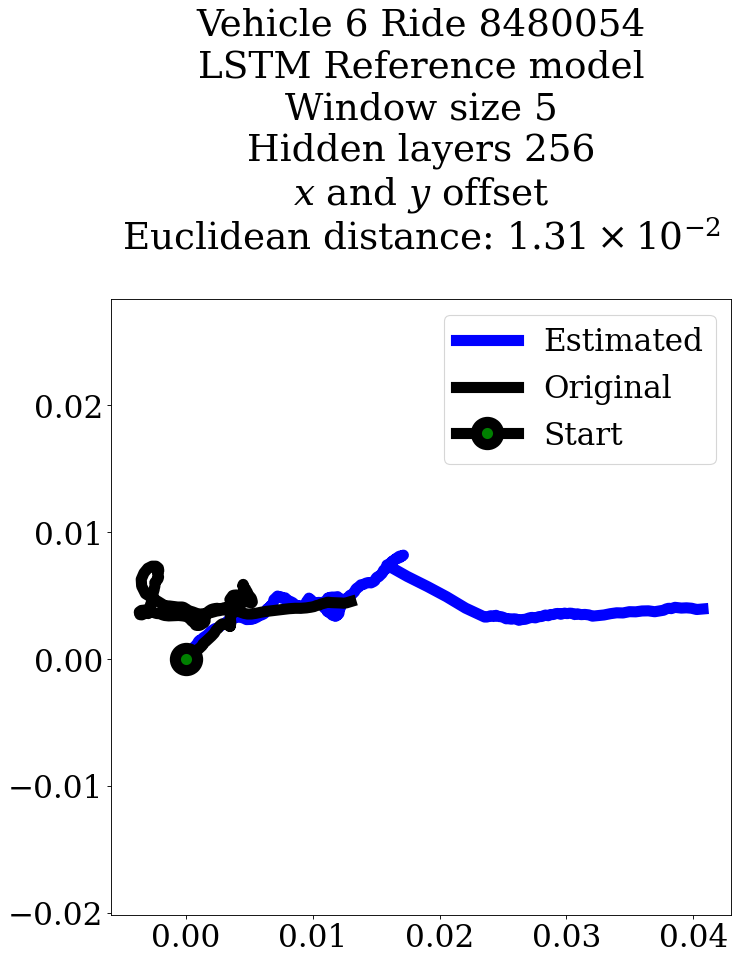 Vehicle 6 Ride 8480054
LSTM Reference model
Window size 5
Hidden layers 256
x and y offset
Euclidean distance: 1.31 × 10⁻²
Estimated
Original
Start
0.02
0.01
0.00
−0.01
−0.02
0.00 0.01 0.02 0.03 0.04